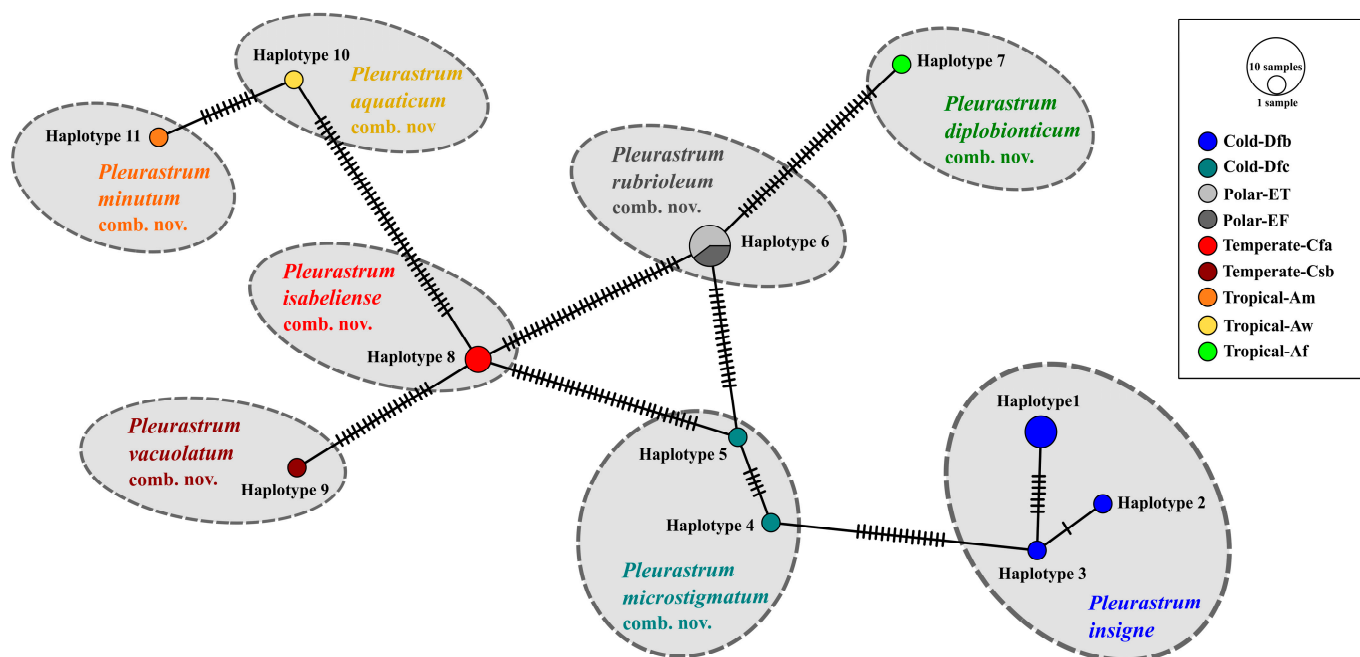 Haplotype 10
Pleurastrum
aquaticum
comb. nov
Haplotype 11
Pleurastrum
minutum
comb. nov.
Haplotype 7
Pleurastrum
diplobionticum
comb. nov.
Pleurastrum
rubrioleum
comb. nov.
Haplotype 6
Pleurastrum
isabeliense
comb. nov.
Haplotype 8
Pleurastrum
vacuolatum
comb. nov.
Haplotype 9
Haplotype 5
Haplotype 4
Pleurastrum
microstigmatum
comb. nov.
Haplotype1
Haplotype 2
Haplotype 3
Pleurastrum
insigne
10 samples
1 sample
Cold-Dfb
Cold-Dfc
Polar-ET
Polar-EF
Temperate-Cfa
Temperate-Csb
Tropical-Am
Tropical-Aw
Tropical-Af